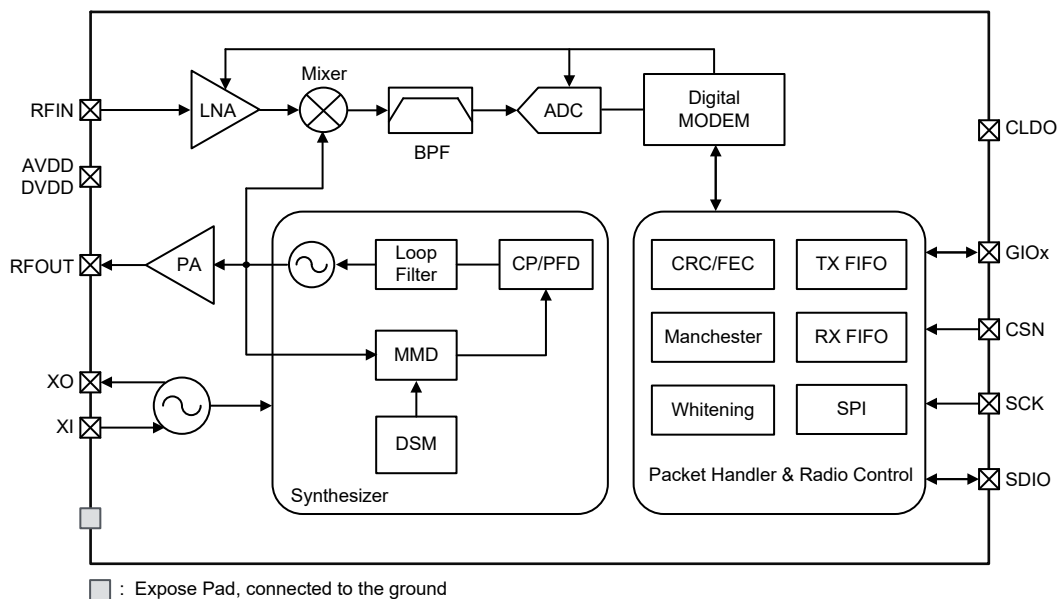 Mixer
RFIN
LNA
BPF
ADC
Digital
MODEM
CLDO
AVDD
DVDD
RFOUT
PA
Loop
Filter
CP/PFD
MMD
DSM
Synthesizer
XO
XI
CRC/FEC
TX FIFO
Manchester
RX FIFO
Whitening
SPI
Packet Handler & Radio Control
GIOx
CSN
SCK
SDIO
: Expose Pad, connected to the ground